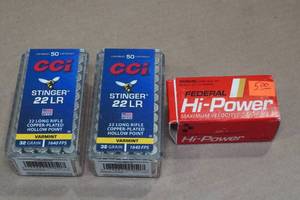 50
CCI
STINGER
22 LR
22 LONG RIFLE
COPPER-PLATED
HOLLOW POINT
VARMINT
32 GRAIN 1640 FPS
50
CCI
STINGER
22 LR
22 LONG RIFLE
COPPER-PLATED
HOLLOW POINT
VARMINT
32 GRAIN 1640 FPS
5.00
FEDERAL
Hi-Power
MAXIMUM VELOCITY